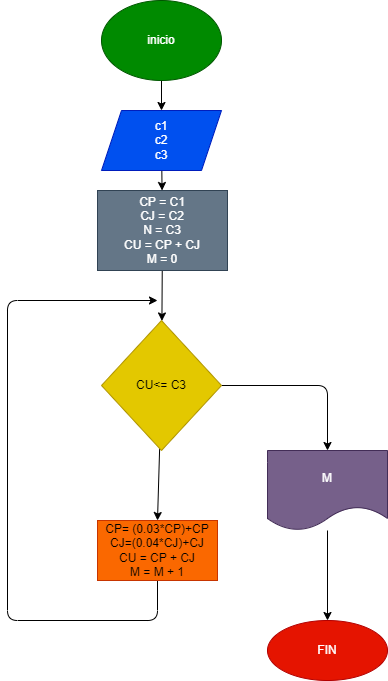 inicio
c1
c2
c3
CP = C1
CJ = C2
N = C3
CU = CP + CJ
M = 0
CU<= C3
M
CP= (0.03*CP)+CP
CJ=(0.04*CJ)+CJ
CU = CP + CJ
M = M + 1
FIN